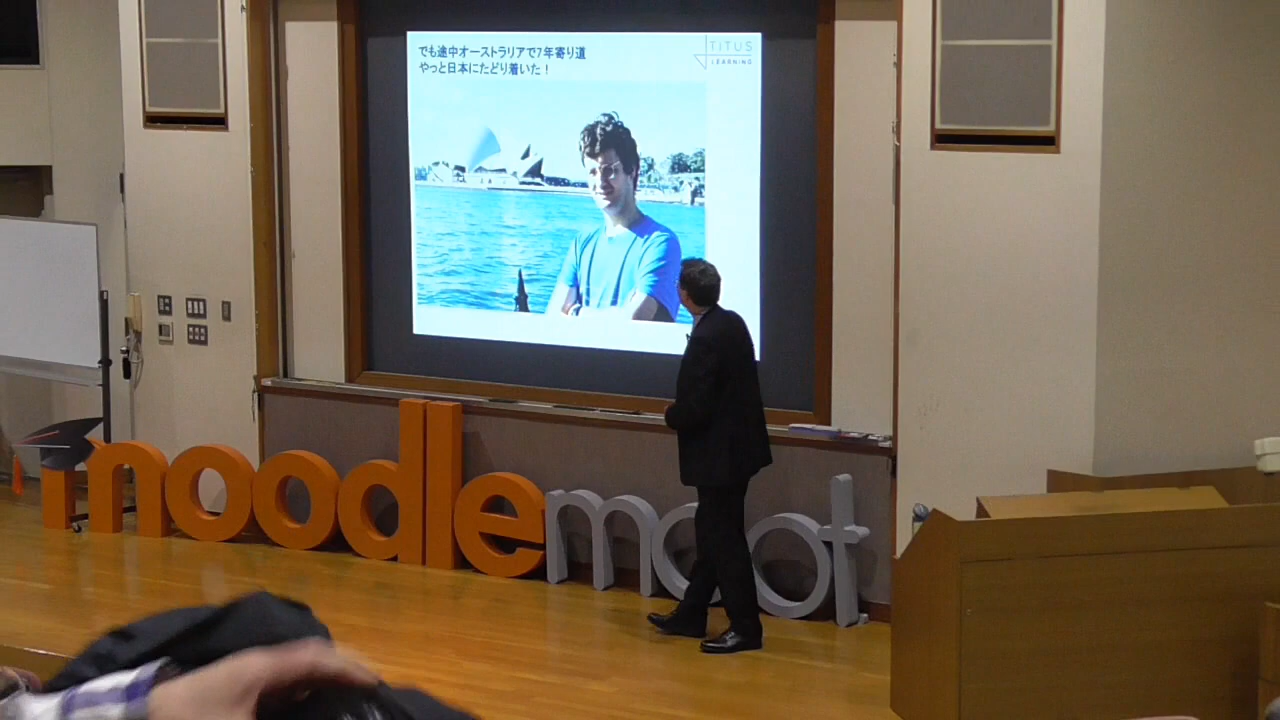 でも途中オーストラリアで7年寄り道
やっと日本にたどり着いた！
TITUS
LEARNING
moodlemoot